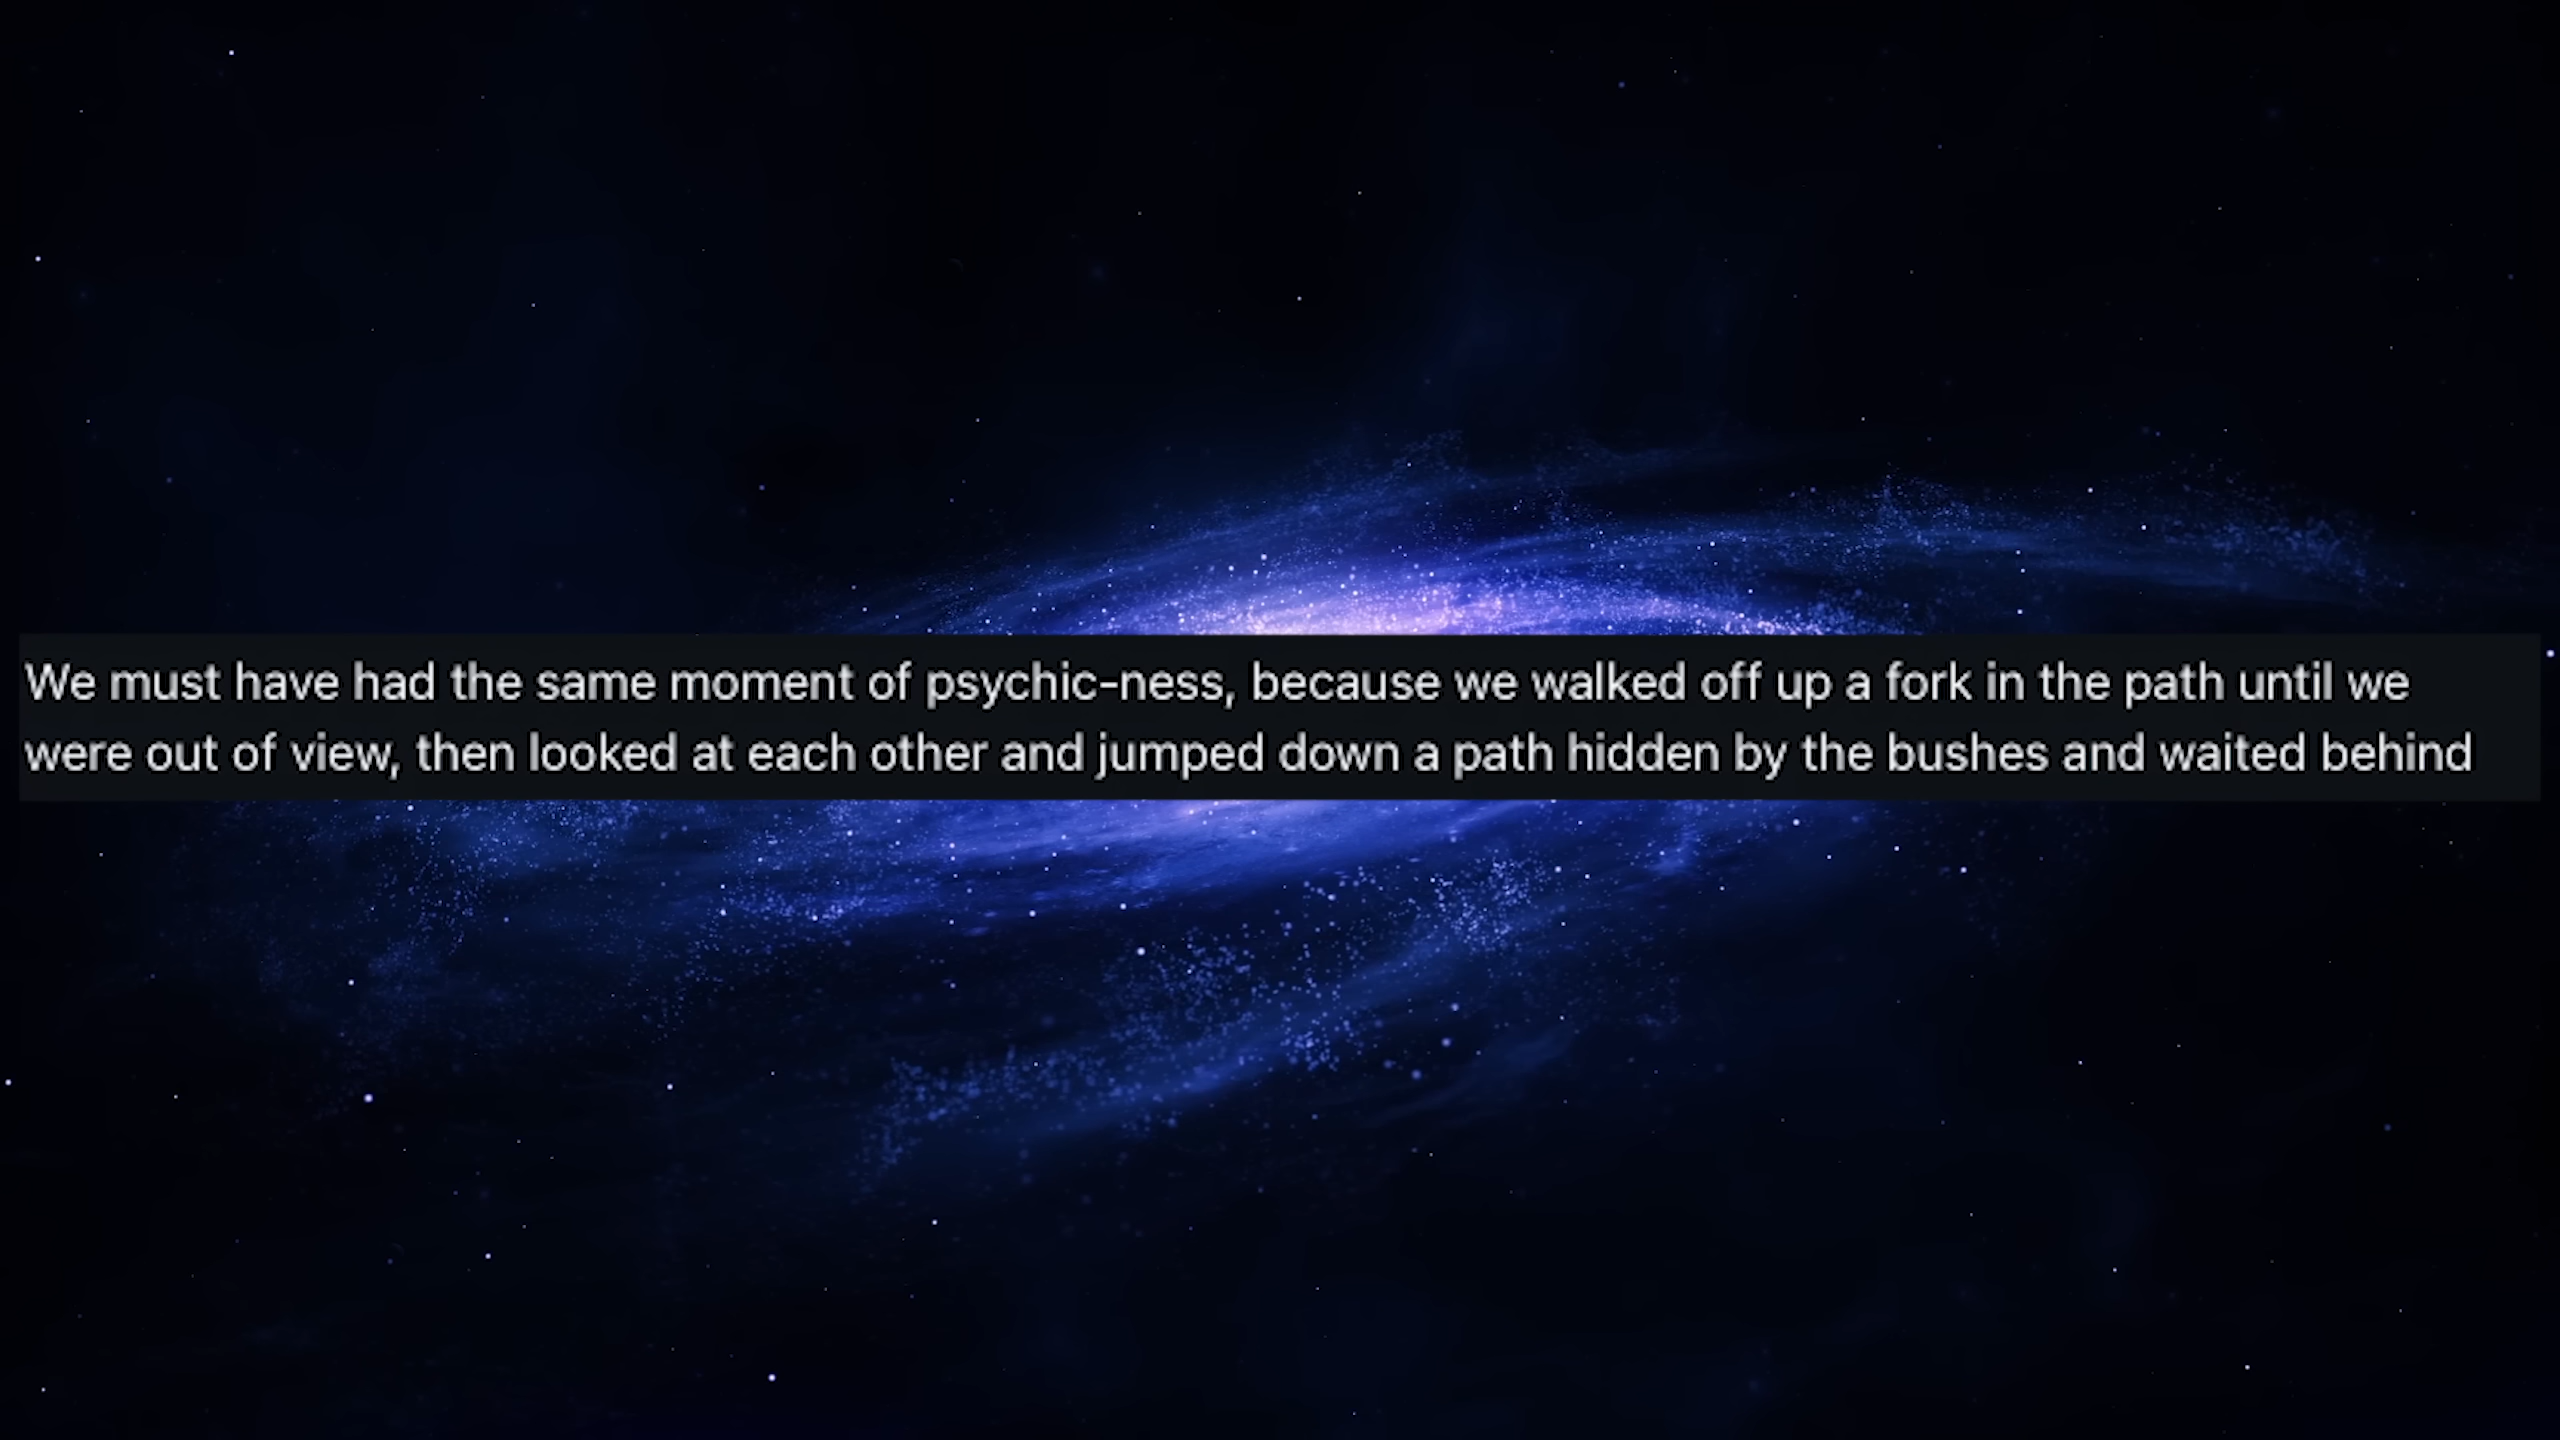 We must have had the same moment of psychic-ness, because we walked off up a fork in the path until we
were out of view, then looked at each other and jumped down a path hidden by the bushes and waited behind